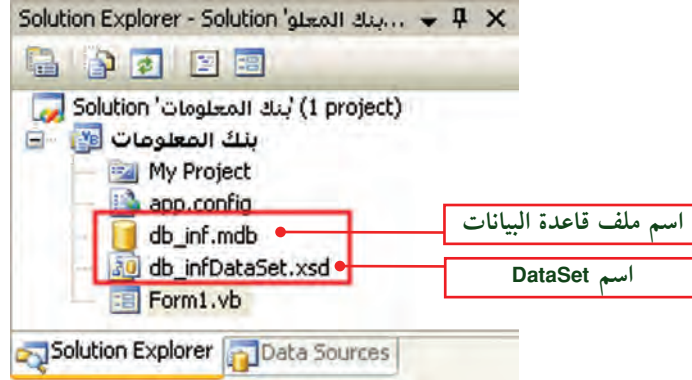 Solution Explorer - Solution 'بنك المعلو...
Solution 'بنك المعلومات' (1 project)
بنك المعلومات
My Project
app.config
db_inf.mdb
اسم ملف قاعدة البيانات
db_infDataSet.xsd
اسم DataSet
Form1.vb
Solution Explorer
Data Sources